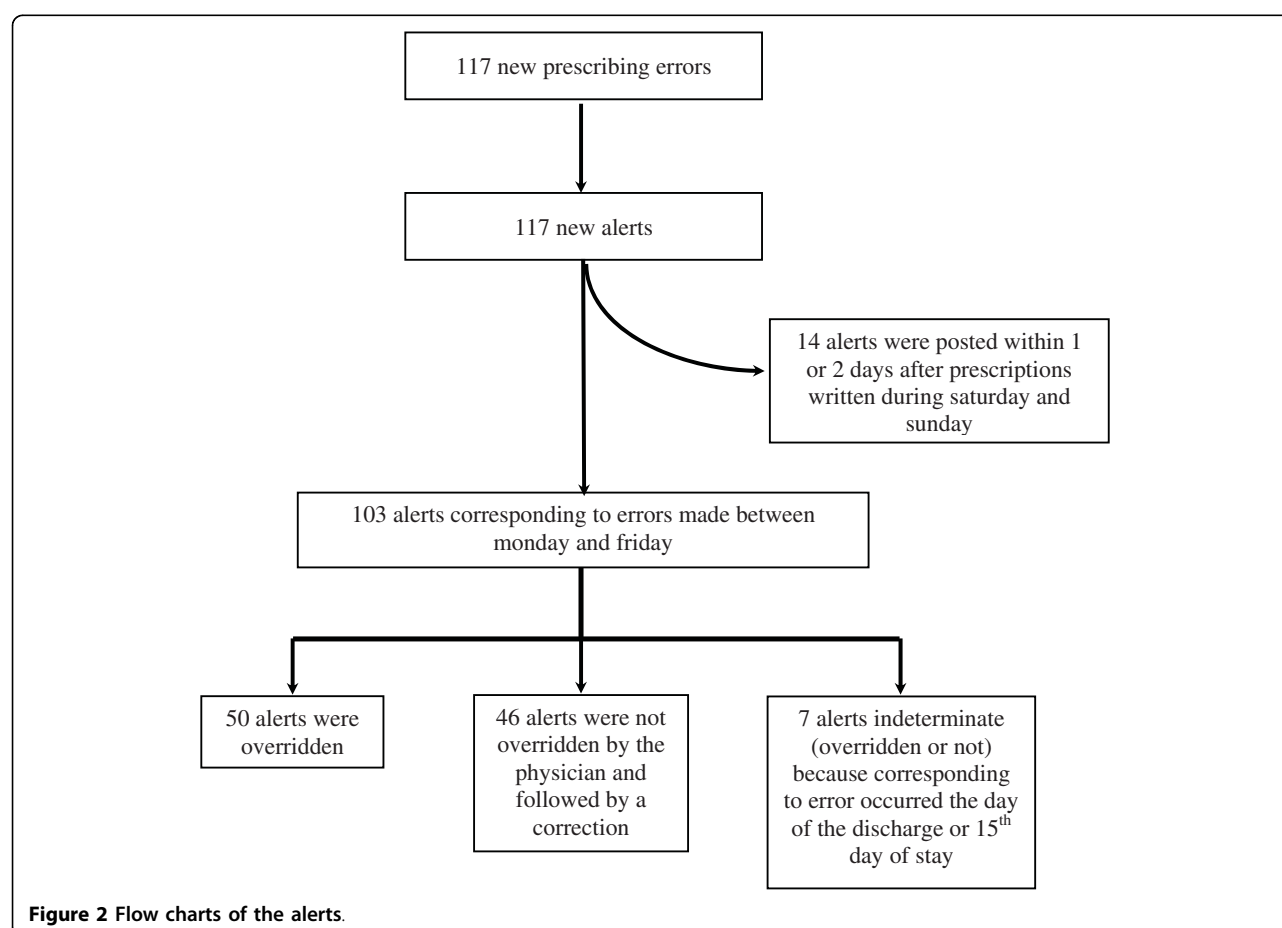 117 new prescribing errors
117 new alerts
14 alerts were posted within 1
or 2 days after prescriptions
written during saturday and
sunday
103 alerts corresponding to errors made between
monday and friday
50 alerts were
overridden
46 alerts were not
overridden by the
physician and
followed by a
correction
7 alerts indeterminate
(overridden or not)
because corresponding
to error occurred the day
of the discharge or 15th
day of stay
Figure 2 Flow charts of the alerts.